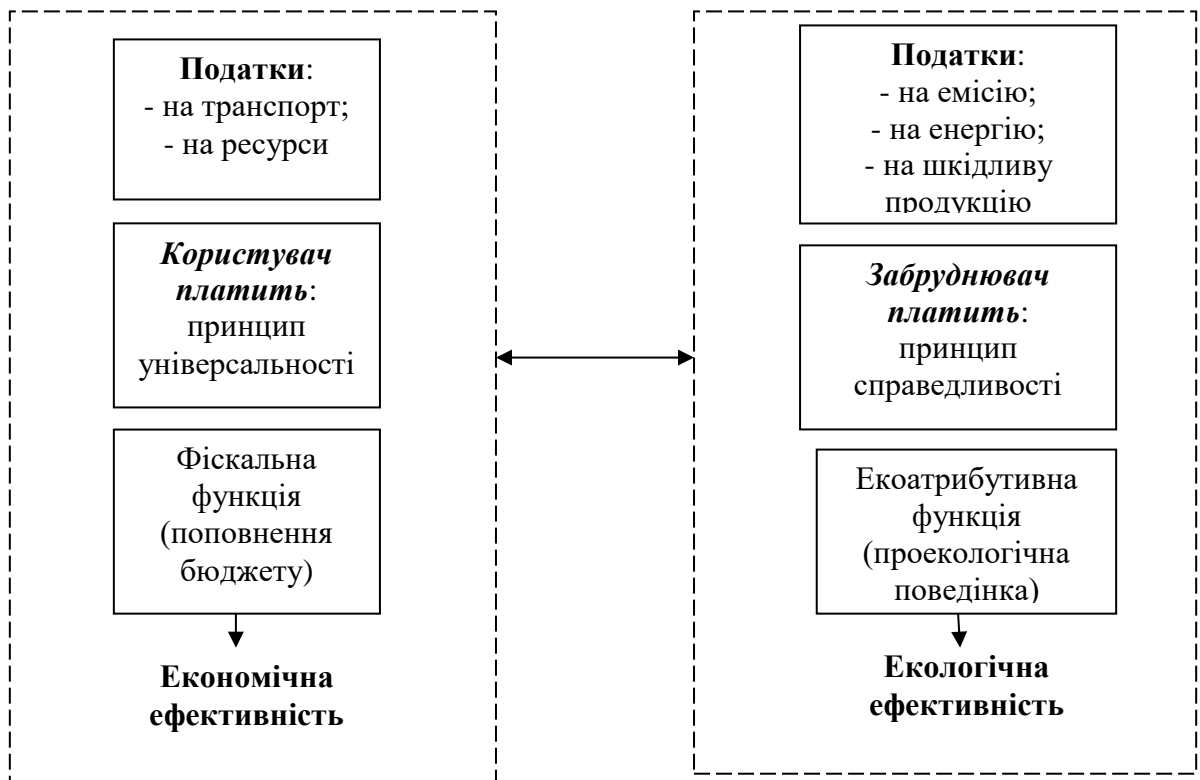 Податки:
- на транспорт;
- на ресурси
Користувач
платить:
принцип
універсальності
Фіскальна
функція
(поповнення
бюджету)
Економічна
ефективність
Податки:
- на емісію;
- на енергію;
- на шкідливу
продукцію
Забруднювач
платить:
принцип
справедливості
Екоатрибутивна
функція
(проекологічна
поведінка)
Екологічна
ефективність